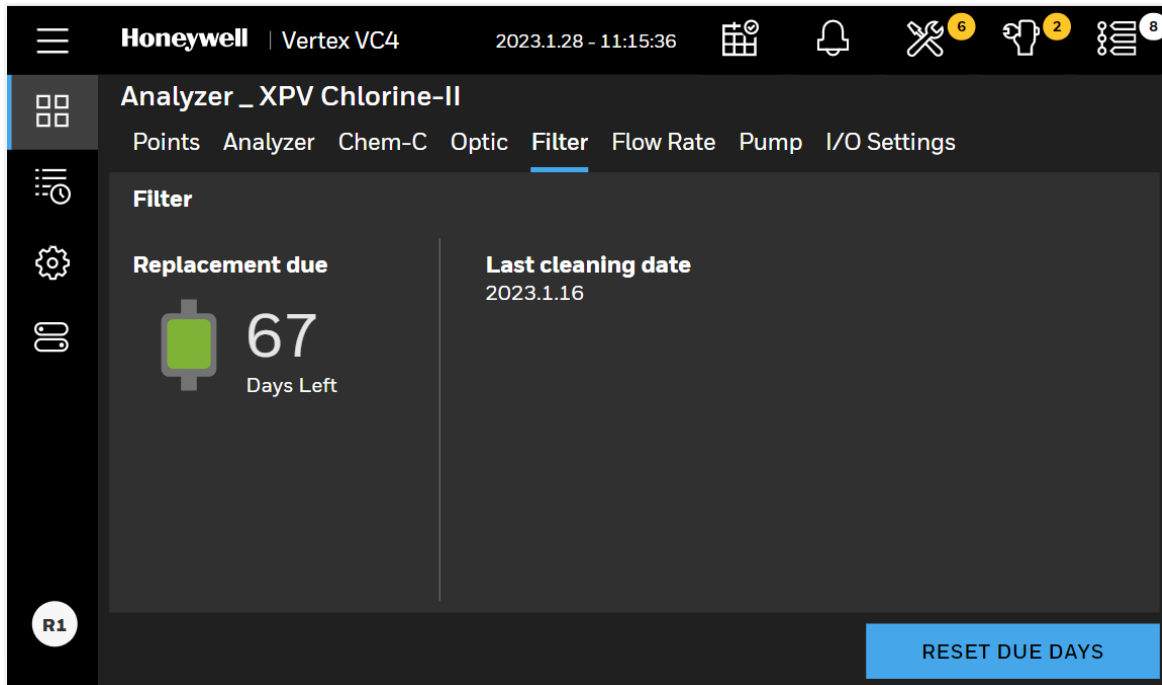 Honeywell | Vertex VC4 2023.1.28 - 11:15:36 6 2 8
Analyzer _ XPV Chlorine-II
Points Analyzer Chem-C Optic Filter Flow Rate Pump I/O Settings
Filter
Replacement due
67
Days Left
Last cleaning date
2023.1.16
R1
RESET DUE DAYS